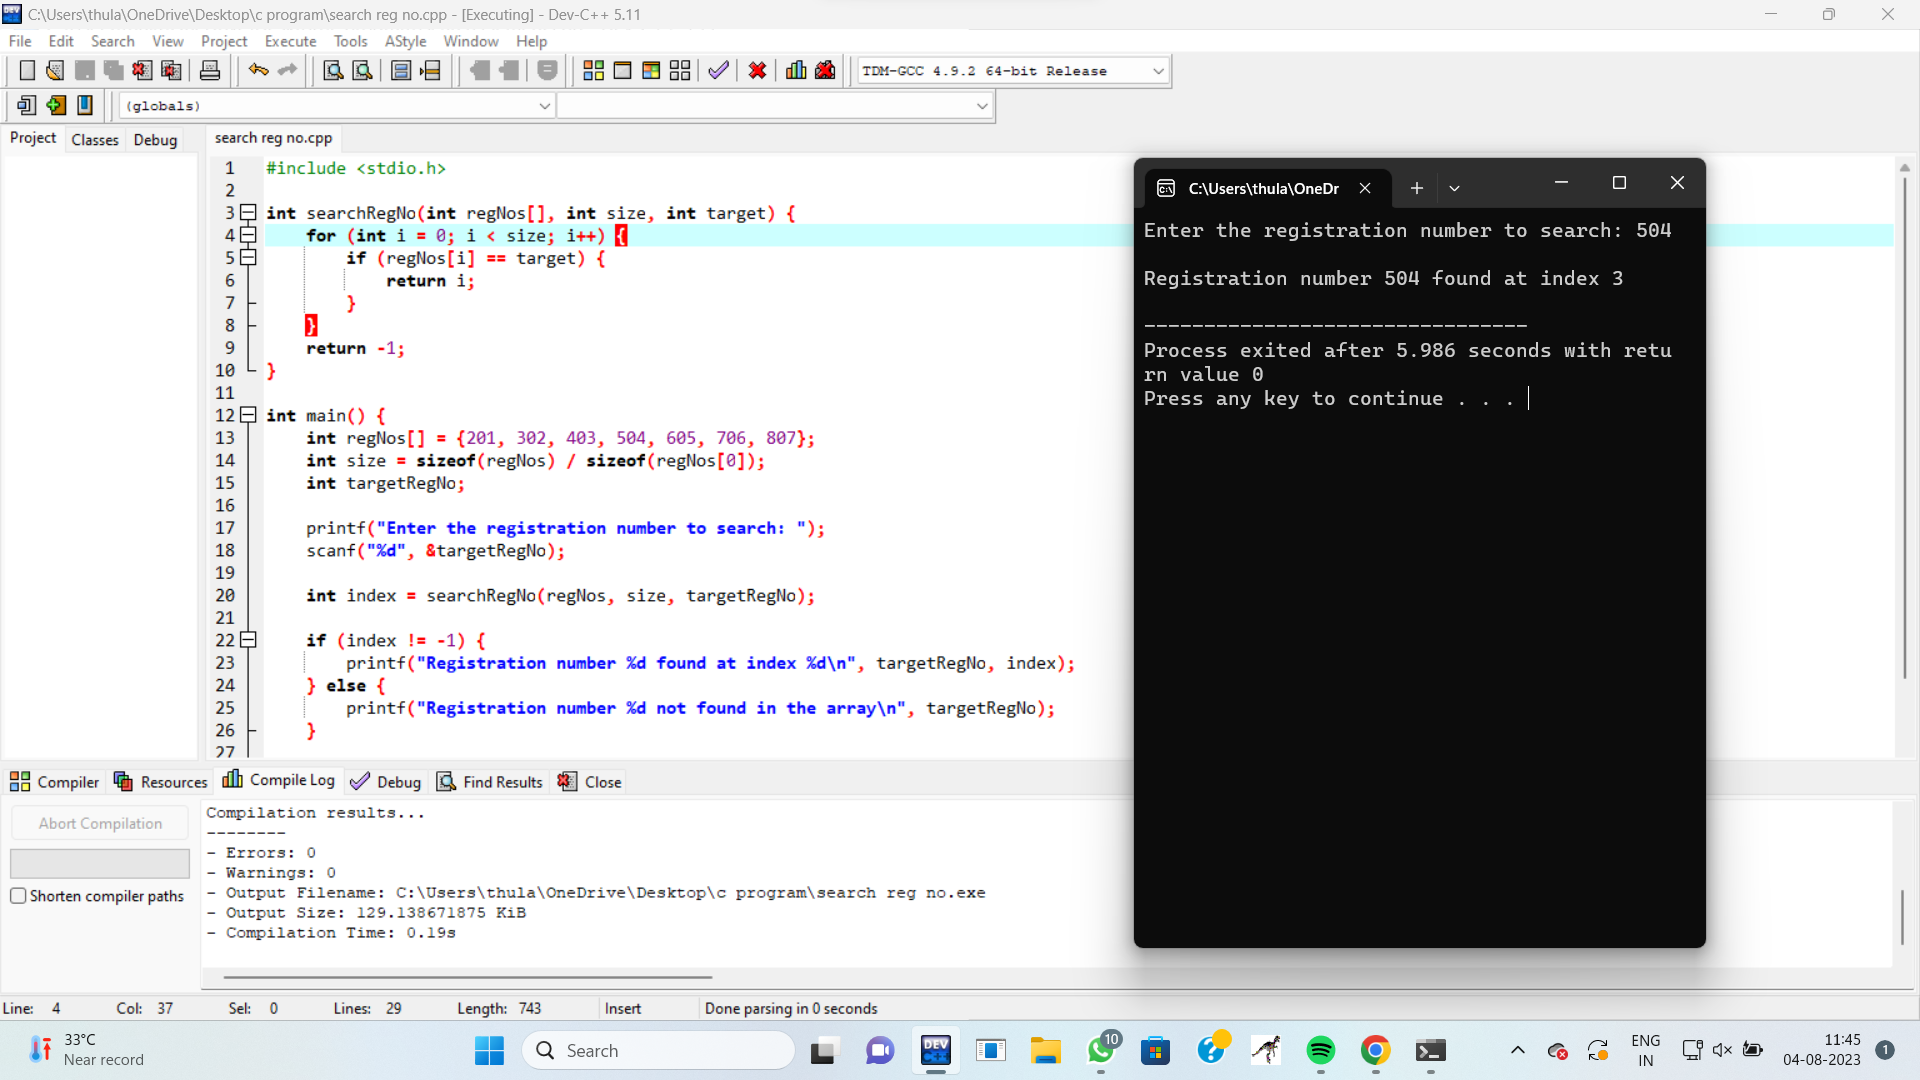 C:\Users\thula\OneDrive\Desktop\c program\search reg no.cpp - [Executing] - Dev-C++ 5.11
File Edit Search View Project Execute Tools AStyle Window Help
TDM-GCC 4.9.2 64-bit Release
(globals)
Project Classes Debug
search reg no.cpp
1 #include <stdio.h>
2
3 int searchRegNo(int regNos[], int size, int target) {
4 for (int i = 0; i < size; i++) {
5 if (regNos[i] == target) {
6 return i;
7 }
8 }
9 return -1;
10 }
11
12 int main() {
13 int regNos[] = {201, 302, 403, 504, 605, 706, 807};
14 int size = sizeof(regNos) / sizeof(regNos[0]);
15 int targetRegNo;
16
17 printf("Enter the registration number to search: ");
18 scanf("%d", &targetRegNo);
19
20 int index = searchRegNo(regNos, size, targetRegNo);
21
22 if (index != -1) {
23 printf("Registration number %d found at index %d\n", targetRegNo, index);
24 } else {
25 printf("Registration number %d not found in the array\n", targetRegNo);
26 }
27
C:\Users\thula\OneDr
Enter the registration number to search: 504
Registration number 504 found at index 3
--------------------------------
Process exited after 5.986 seconds with retu
rn value 0
Press any key to continue . . .
Compiler Resources Compile Log Debug Find Results Close
Abort Compilation
Shorten compiler paths
Compilation results...
--------
- Errors: 0
- Warnings: 0
- Output Filename: C:\Users\thula\OneDrive\Desktop\c program\search reg no.exe
- Output Size: 129.138671875 KiB
- Compilation Time: 0.19s
Line: 4 Col: 37 Sel: 0 Lines: 29 Length: 743 Insert Done parsing in 0 seconds
33°C
Near record
Search
DEV
C++
10
ENG
IN
11:45
04-08-2023
1